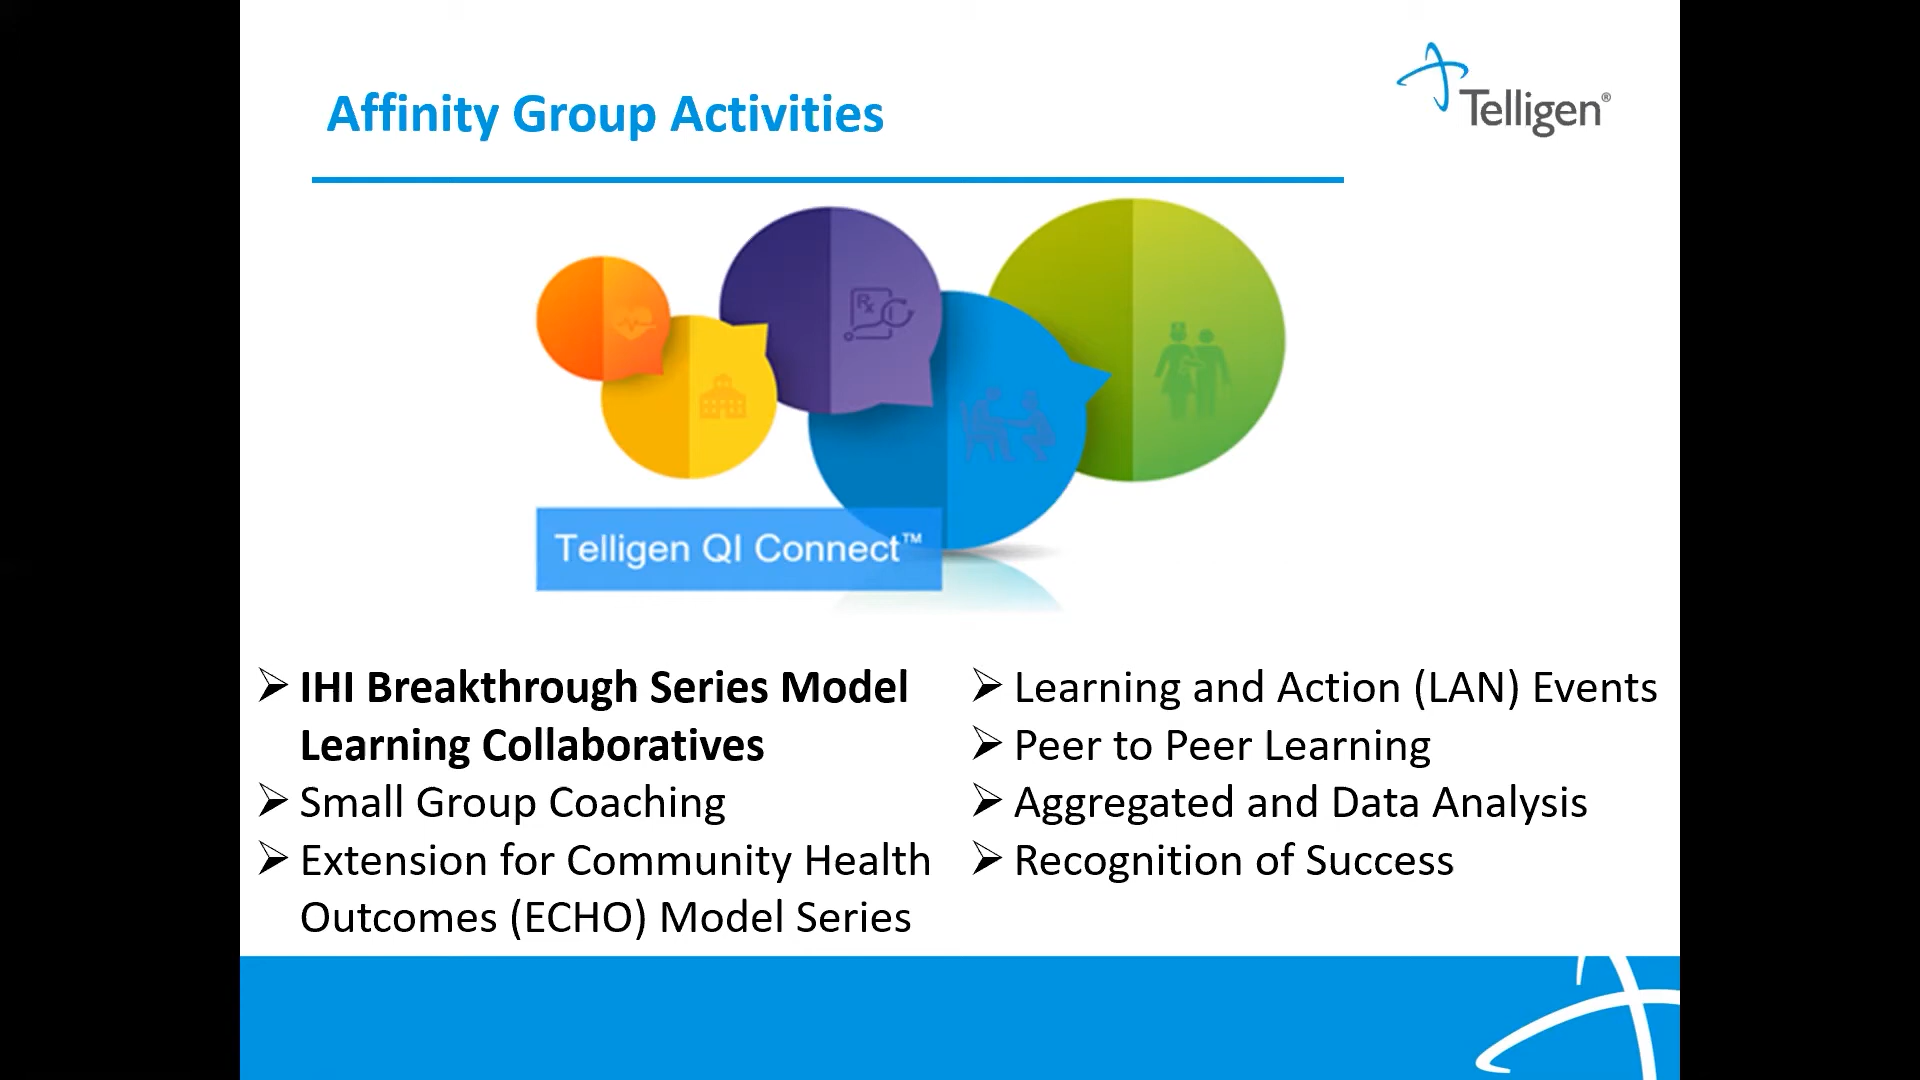 Affinity Group Activities
Telligen®
Rx
Telligen QI Connect™
➢ IHI Breakthrough Series Model
Learning Collaboratives
➢ Small Group Coaching
➢ Extension for Community Health
Outcomes (ECHO) Model Series
➢ Learning and Action (LAN) Events
➢ Peer to Peer Learning
➢ Aggregated and Data Analysis
➢ Recognition of Success